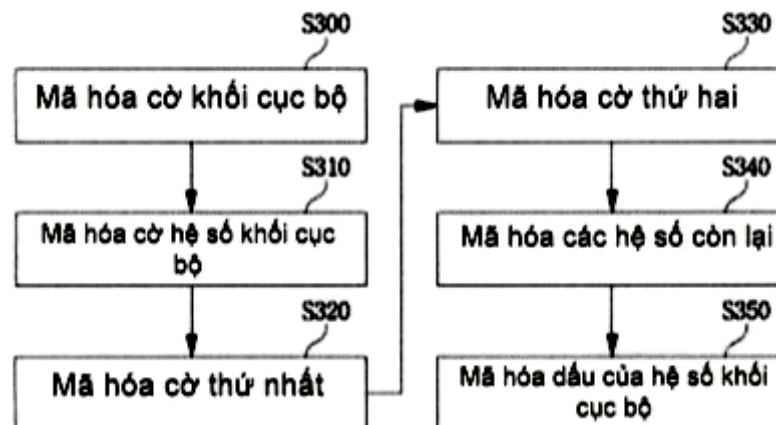 S300
Mã hóa cờ khối cục bộ
S310
Mã hóa cờ hệ số khối cục
bộ
S320
Mã hóa cờ thứ nhất
S330
Mã hóa cờ thứ hai
S340
Mã hóa các hệ số còn lại
S350
Mã hóa dấu của hệ số khối
cục bộ